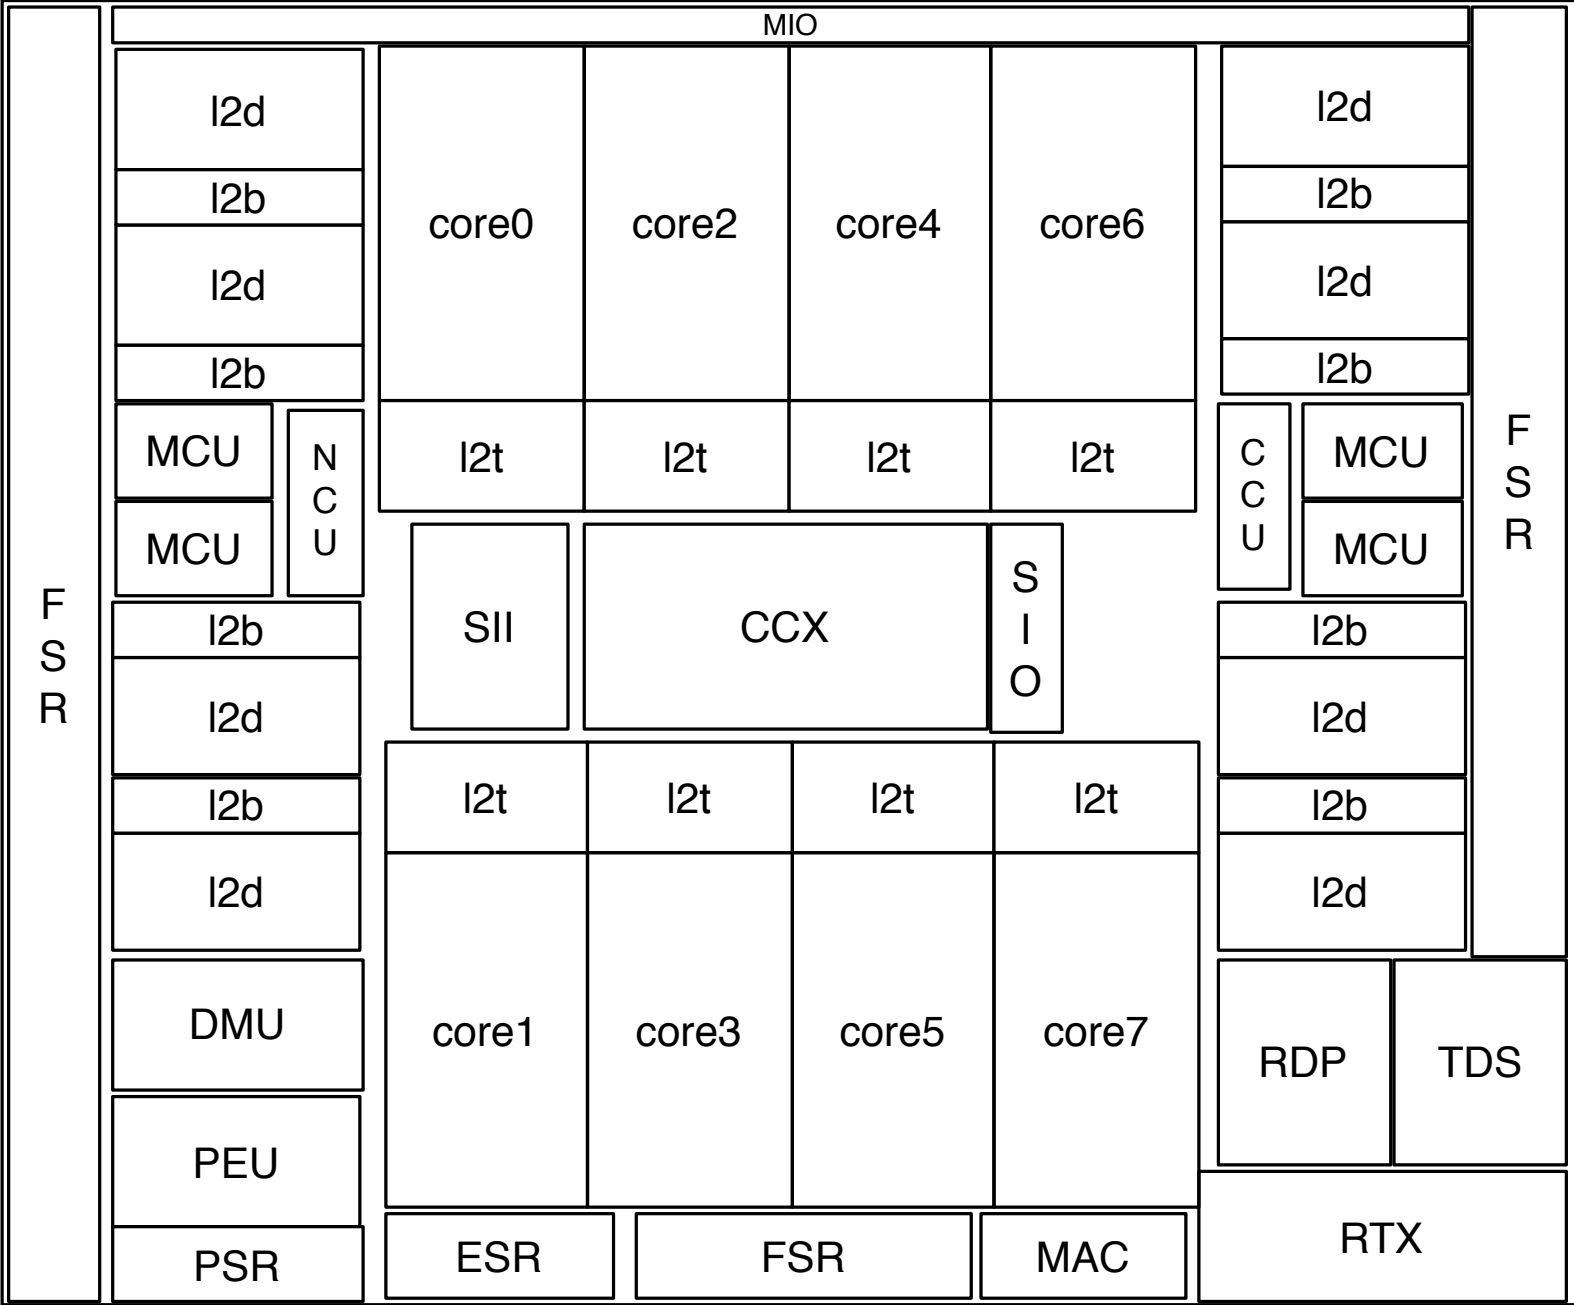 MIO
l2d
l2b
l2d
l2b
core0
core2
core4
core6
l2d
l2b
l2d
l2b
MCU
MCU
N
C
U
l2t
l2t
l2t
l2t
C
C
U
MCU
MCU
F
S
R
F
S
R
SII
CCX
S
I
O
l2b
l2d
l2b
l2d
l2t
l2t
l2t
l2t
l2b
l2d
l2b
l2d
DMU
PEU
PSR
core1
core3
core5
core7
RDP
TDS
ESR
FSR
MAC
RTX